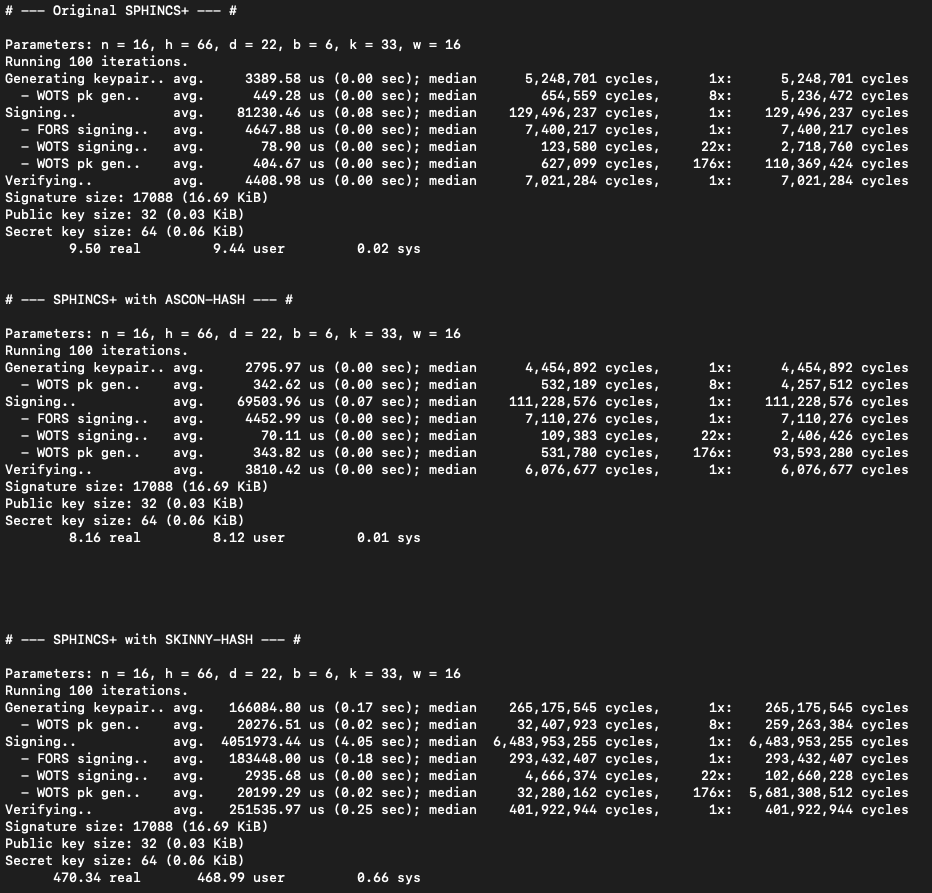 # --- Original SPHINCS+ --- #
Parameters: n = 16, h = 66, d = 22, b = 6, k = 33, w = 16
Running 100 iterations.
Generating keypair.. avg. 3389.58 us (0.00 sec); median 5,248,701 cycles, 1x: 5,248,701 cycles
- WOTS pk gen.. avg. 449.28 us (0.00 sec); median 654,559 cycles, 8x: 5,236,472 cycles
Signing.. avg. 81230.46 us (0.08 sec); median 129,496,237 cycles, 1x: 129,496,237 cycles
- FORS signing.. avg. 4647.88 us (0.00 sec); median 7,400,217 cycles, 1x: 7,400,217 cycles
- WOTS signing.. avg. 78.90 us (0.00 sec); median 123,580 cycles, 22x: 2,718,760 cycles
- WOTS pk gen.. avg. 404.67 us (0.00 sec); median 627,099 cycles, 176x: 110,369,424 cycles
Verifying.. avg. 4408.98 us (0.00 sec); median 7,021,284 cycles, 1x: 7,021,284 cycles
Signature size: 17088 (16.69 KiB)
Public key size: 32 (0.03 KiB)
Secret key size: 64 (0.06 KiB)
9.50 real 9.44 user 0.02 sys
# --- SPHINCS+ with ASCON-HASH --- #
Parameters: n = 16, h = 66, d = 22, b = 6, k = 33, w = 16
Running 100 iterations.
Generating keypair.. avg. 2795.97 us (0.00 sec); median 4,454,892 cycles, 1x: 4,454,892 cycles
- WOTS pk gen.. avg. 342.62 us (0.00 sec); median 532,189 cycles, 8x: 4,257,512 cycles
Signing.. avg. 69503.96 us (0.07 sec); median 111,228,576 cycles, 1x: 111,228,576 cycles
- FORS signing.. avg. 4452.99 us (0.00 sec); median 7,110,276 cycles, 1x: 7,110,276 cycles
- WOTS signing.. avg. 70.11 us (0.00 sec); median 109,383 cycles, 22x: 2,406,426 cycles
- WOTS pk gen.. avg. 343.82 us (0.00 sec); median 531,780 cycles, 176x: 93,593,280 cycles
Verifying.. avg. 3810.42 us (0.00 sec); median 6,076,677 cycles, 1x: 6,076,677 cycles
Signature size: 17088 (16.69 KiB)
Public key size: 32 (0.03 KiB)
Secret key size: 64 (0.06 KiB)
8.16 real 8.12 user 0.01 sys
# --- SPHINCS+ with SKINNY-HASH --- #
Parameters: n = 16, h = 66, d = 22, b = 6, k = 33, w = 16
Running 100 iterations.
Generating keypair.. avg. 166084.80 us (0.17 sec); median 265,175,545 cycles, 1x: 265,175,545 cycles
- WOTS pk gen.. avg. 20276.51 us (0.02 sec); median 32,407,923 cycles, 8x: 259,263,384 cycles
Signing.. avg. 4051973.44 us (4.05 sec); median 6,483,953,255 cycles, 1x: 6,483,953,255 cycles
- FORS signing.. avg. 183448.00 us (0.18 sec); median 293,432,407 cycles, 1x: 293,432,407 cycles
- WOTS signing.. avg. 2935.68 us (0.00 sec); median 4,666,374 cycles, 22x: 102,660,228 cycles
- WOTS pk gen.. avg. 20199.29 us (0.02 sec); median 32,280,162 cycles, 176x: 5,681,308,512 cycles
Verifying.. avg. 251535.97 us (0.25 sec); median 401,922,944 cycles, 1x: 401,922,944 cycles
Signature size: 17088 (16.69 KiB)
Public key size: 32 (0.03 KiB)
Secret key size: 64 (0.06 KiB)
470.34 real 468.99 user 0.66 sys